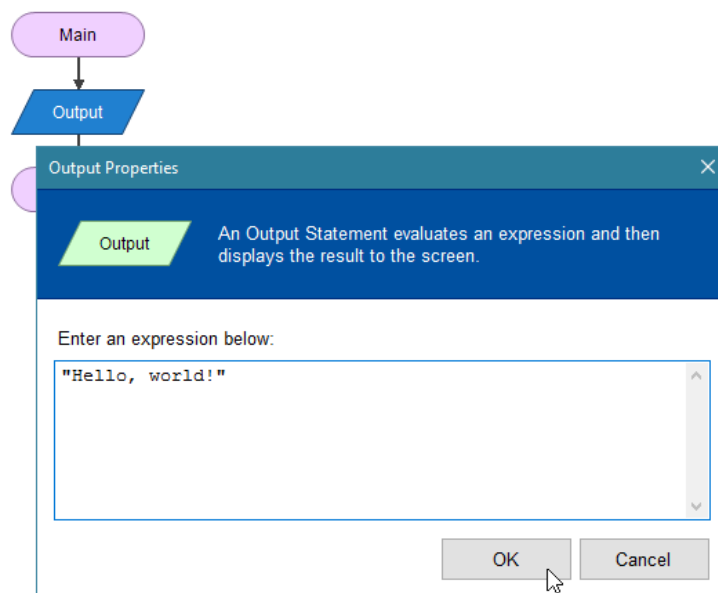 Main
Output
Output Properties
Output
An Output Statement evaluates an expression and then
displays the result to the screen.
Enter an expression below:
"Hello, world!"
OK
Cancel